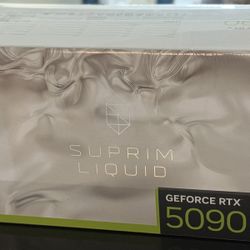 SUPRIM
LIQUID
GEFORCE RTX
5090